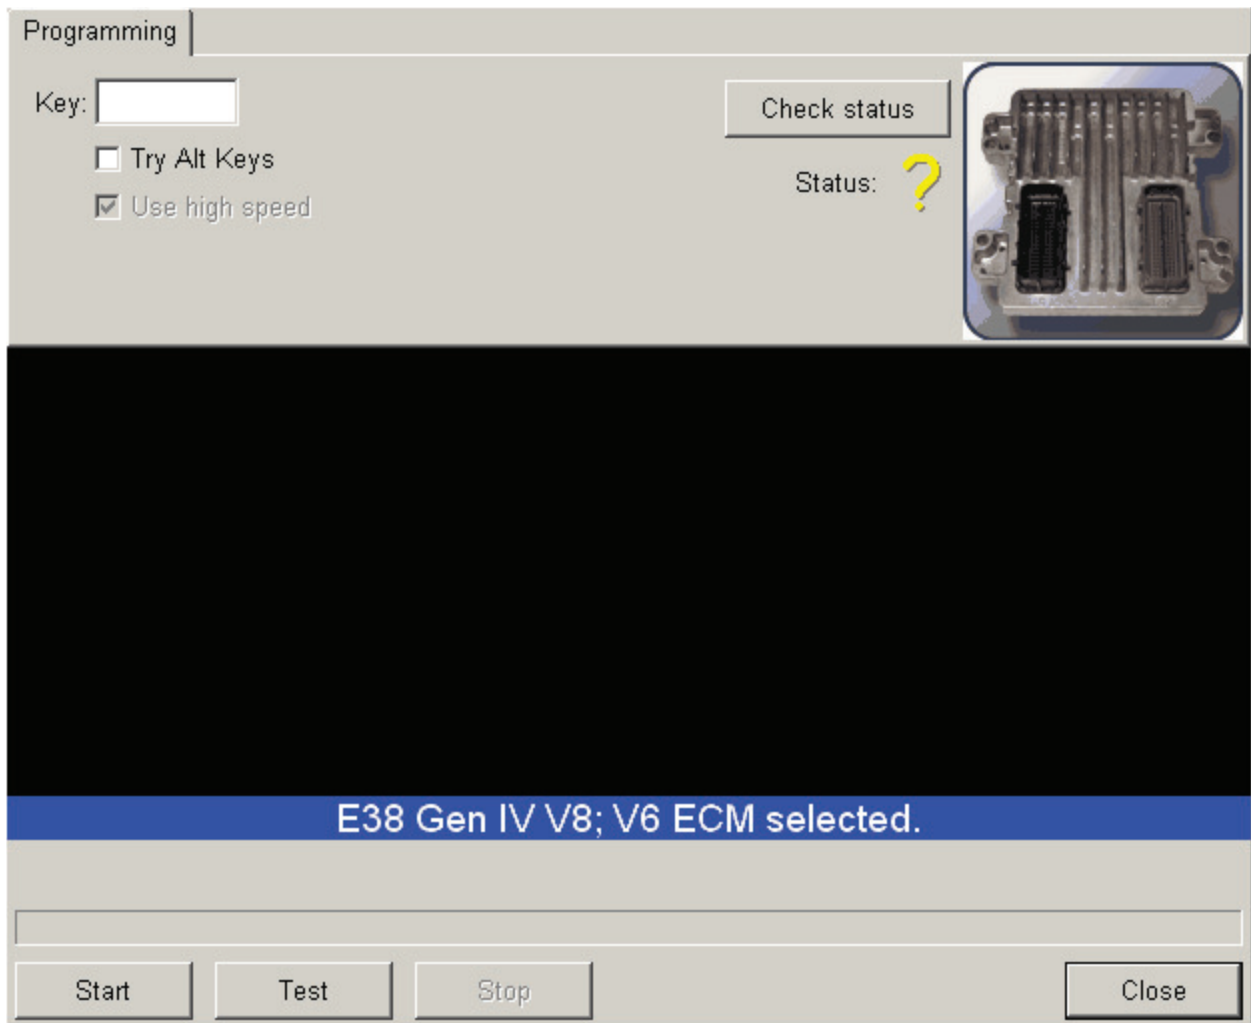 Programming
Key:
Check status
Try Alt Keys
Status: ?
Use high speed
E38 Gen IV V8; V6 ECM selected.
Start Test Stop Close